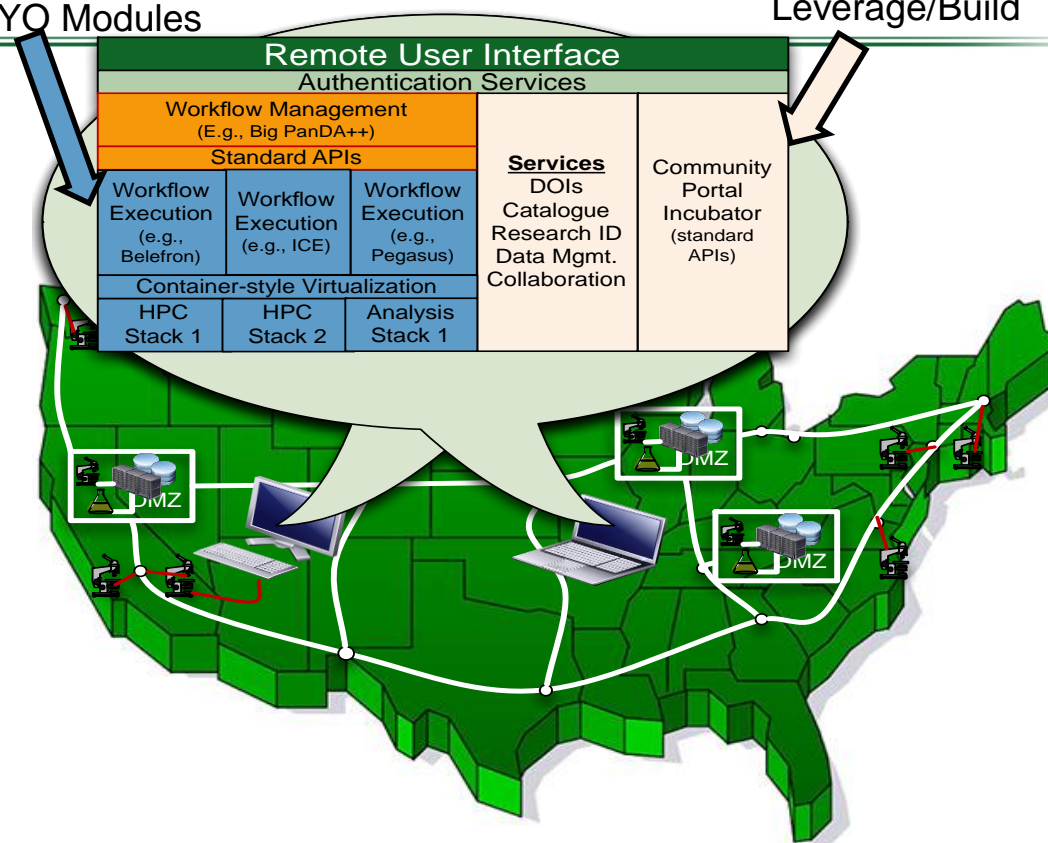 YO Modules
Leverage/Build
Remote User Interface
Authentication Services
Workflow Management
(E.g., Big PanDA++)
Standard APIs
Workflow
Execution
(e.g.,
Belefron)
Workflow
Execution
(e.g., ICE)
Workflow
Execution
(e.g.,
Pegasus)
Container-style Virtualization
HPC
Stack 1
HPC
Stack 2
Analysis
Stack 1
Services
DOIs
Catalogue
Research ID
Data Mgmt.
Collaboration
Community
Portal
Incubator
(standard
APIs)
DMZ
DMZ
DMZ